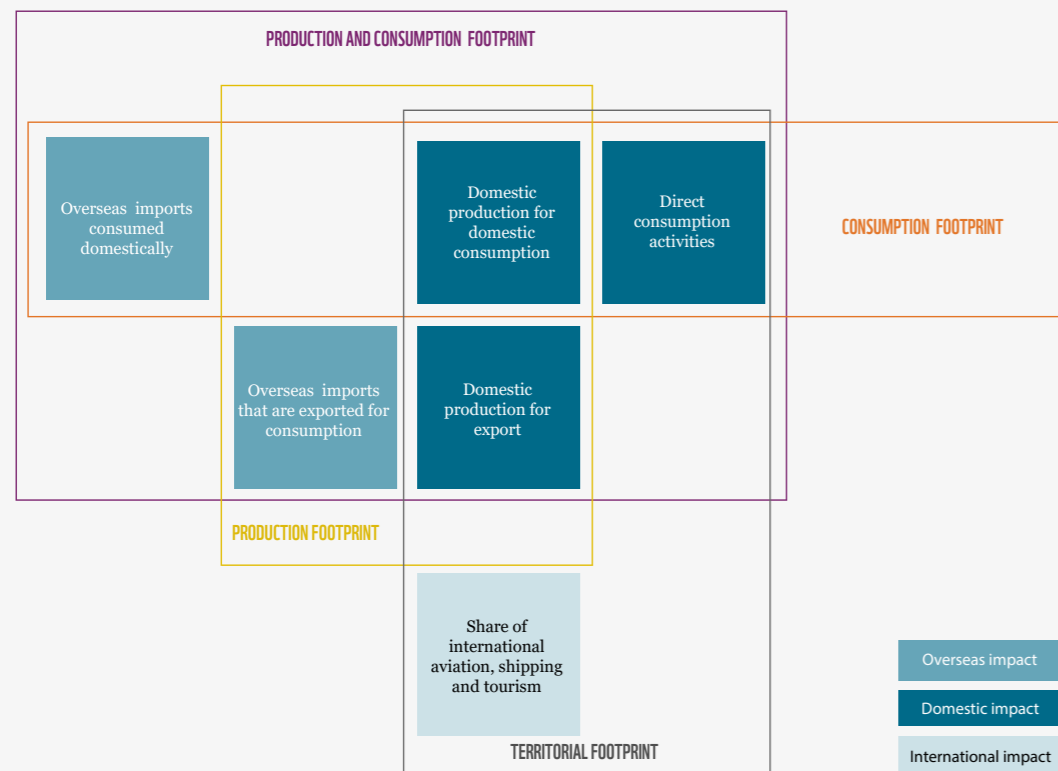 PRODUCTION AND CONSUMPTION FOOTPRINT
Overseas imports
consumed
domestically
Domestic
production for
domestic
consumption
Direct
consumption
activities
CONSUMPTION FOOTPRINT
Overseas imports
that are exported for
consumption
Domestic
production for
export
PRODUCTION FOOTPRINT
Share of
international
aviation, shipping
and tourism
TERRITORIAL FOOTPRINT
Overseas impact
Domestic impact
International impact